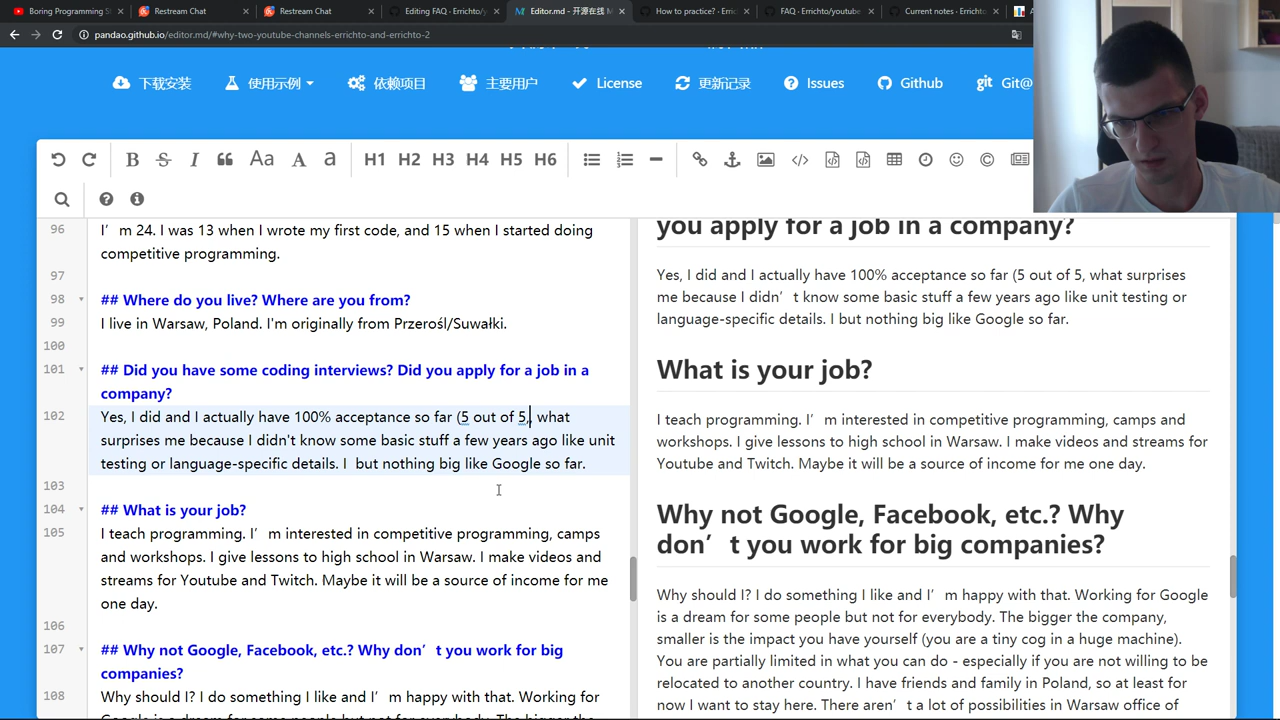 Boring Programming S
Restream Chat
Restream Chat
Editing FAQ - Errichto/y
Editor.md - 开源在线 M
How to practice? · Erric
FAQ · Errichto/youtube
Current notes · Errichto
pandao.github.io/editor.md/#why-two-youtube-channels-errichto-and-errichto-2
下载安装 使用示例 依赖项目 主要用户 License 更新记录 Issues Github Git@
B S I Aa A a H1 H2 H3 H4 H5 H6
96 I’m 24. I was 13 when I wrote my first code, and 15 when I started doing
competitive programming.
97
98 ## Where do you live? Where are you from?
99 I live in Warsaw, Poland. I'm originally from Przerośl/Suwałki.
100
101 ## Did you have some coding interviews? Did you apply for a job in a
company?
102 Yes, I did and I actually have 100% acceptance so far (5 out of 5, what
surprises me because I didn't know some basic stuff a few years ago like unit
testing or language-specific details. I  but nothing big like Google so far.
103
104 ## What is your job?
105 I teach programming. I’m interested in competitive programming, camps
and workshops. I give lessons to high school in Warsaw. I make videos and
streams for Youtube and Twitch. Maybe it will be a source of income for me
one day.
106
107 ## Why not Google, Facebook, etc.? Why don’t you work for big
companies?
108 Why should I? I do something I like and I’m happy with that. Working for
Google is a dream for some people but not for everybody. The bigger the
you apply for a job in a company?
Yes, I did and I actually have 100% acceptance so far (5 out of 5, what surprises
me because I didn’t know some basic stuff a few years ago like unit testing or
language-specific details. I but nothing big like Google so far.
What is your job?
I teach programming. I’m interested in competitive programming, camps and
workshops. I give lessons to high school in Warsaw. I make videos and streams for
Youtube and Twitch. Maybe it will be a source of income for me one day.
Why not Google, Facebook, etc.? Why
don’t you work for big companies?
Why should I? I do something I like and I’m happy with that. Working for Google
is a dream for some people but not for everybody. The bigger the company,
smaller is the impact you have yourself (you are a tiny cog in a huge machine).
You are partially limited in what you can do - especially if you are not willing to be
relocated to another country. I have friends and family in Poland, so at least for
now I want to stay here. There aren’t a lot of possibilities in Warsaw office of